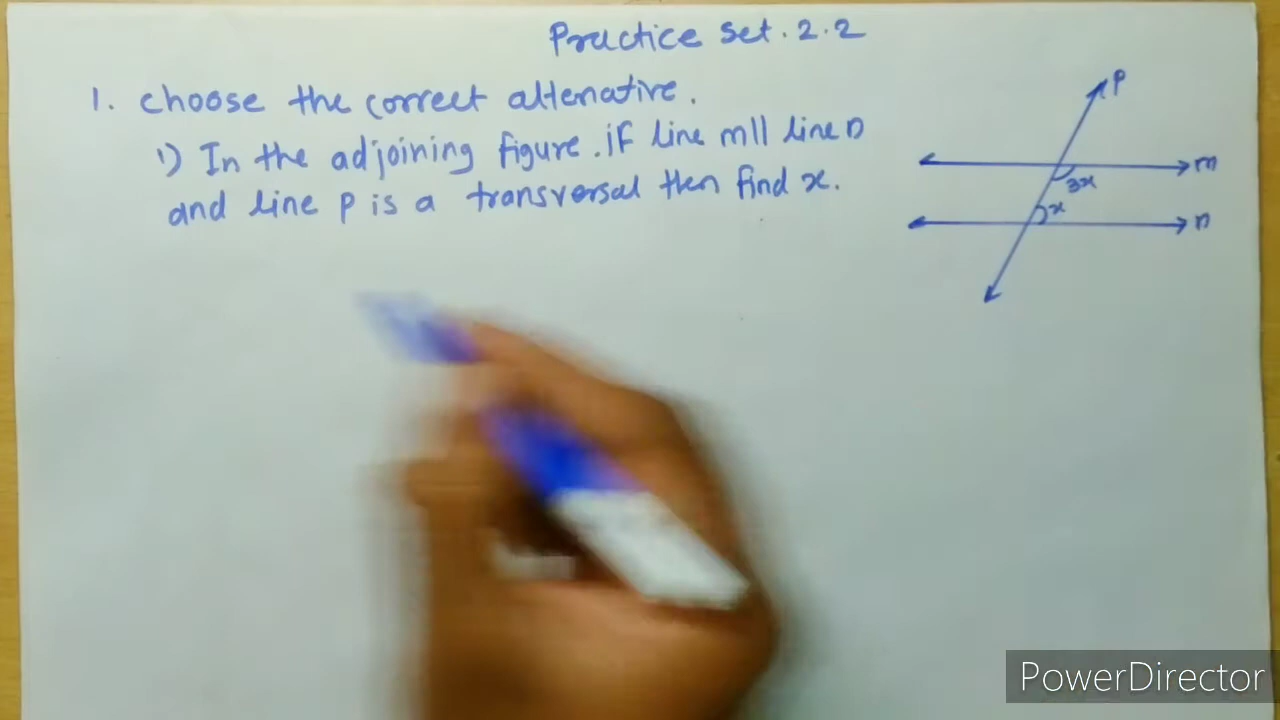 Practice Set. 2.2
1. choose the correct altenative.
1) In the adjoining figure. if line m|| line n
and line p is a transversal then find x.
p
m
3x
x
n
PowerDirector